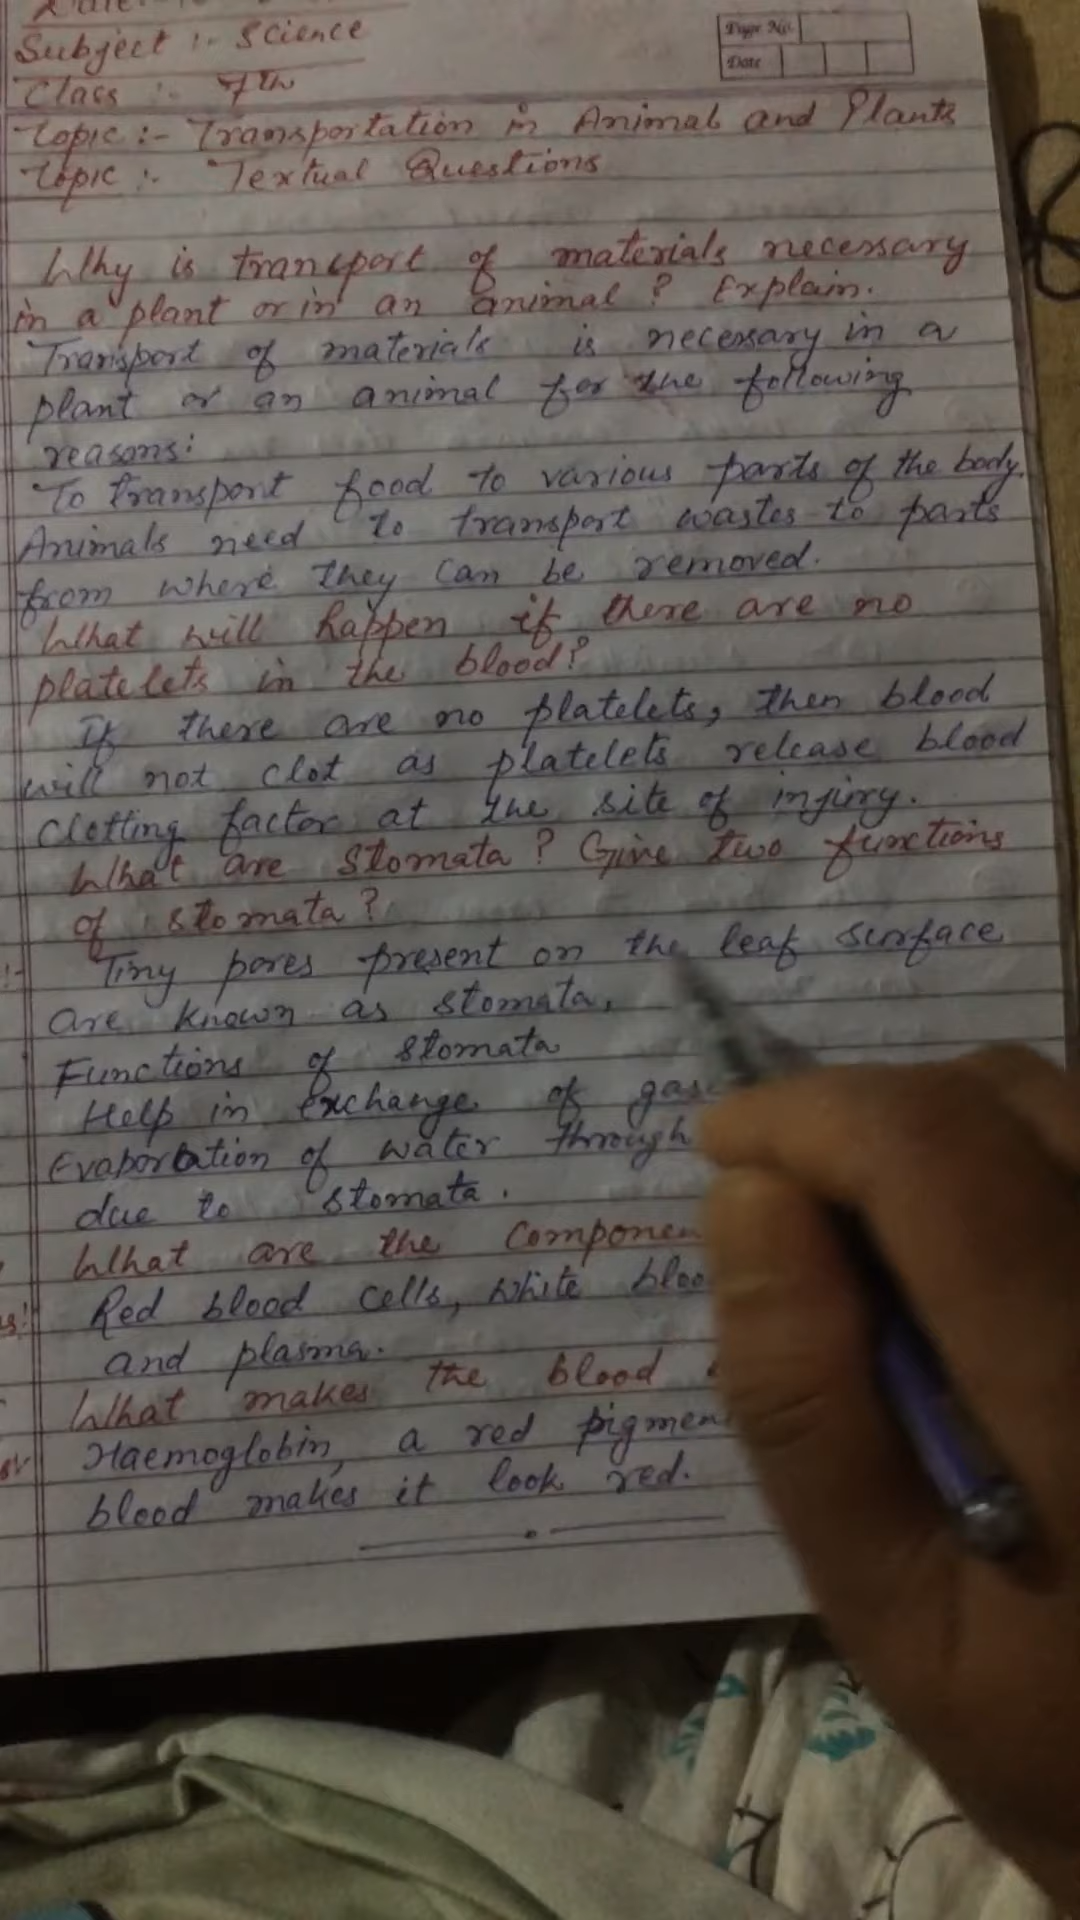 Subject :- Science
Class :- 7th
Page No.
Date
Topic :- Transportation in Animal and Plants
Topic :- Textual Questions
Why is transport of materials necessary
in a plant or in an animal? Explain.
Transport of materials is necessary in a
plant or an animal for the following
reasons:
To transport food to various parts of the body.
Animals need to transport wastes to parts
from where they can be removed.
What will happen if there are no
platelets in the blood?
If there are no platelets, then blood
will not clot as platelets release blood
clotting factor at the site of injury.
What are stomata? Give two functions
of stomata?
Tiny pores present on the leaf surface
are known as stomata.
Functions of stomata
Help in exchange of
Evaporation of water through
due to stomata.
What are the
Red blood cells, white
and plasma.
What makes the blood
Haemoglobin, a red
blood makes it look red.